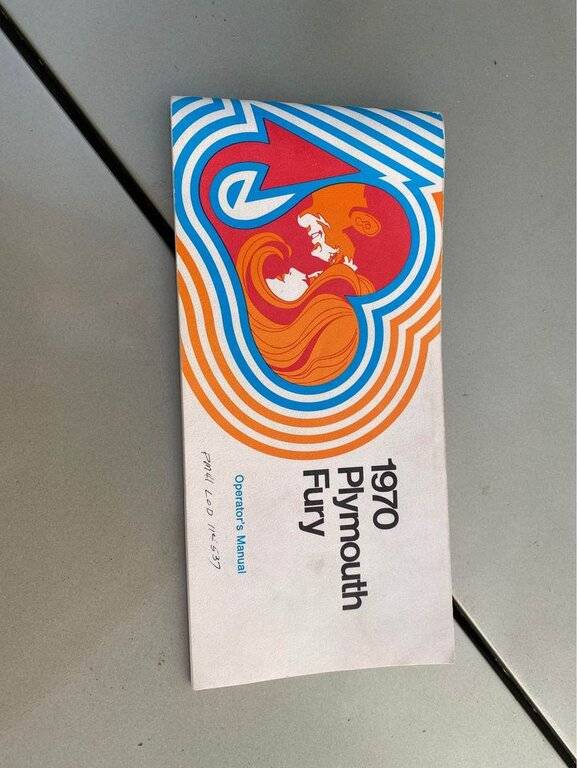 1970
Plymouth
Fury
Operator's Manual